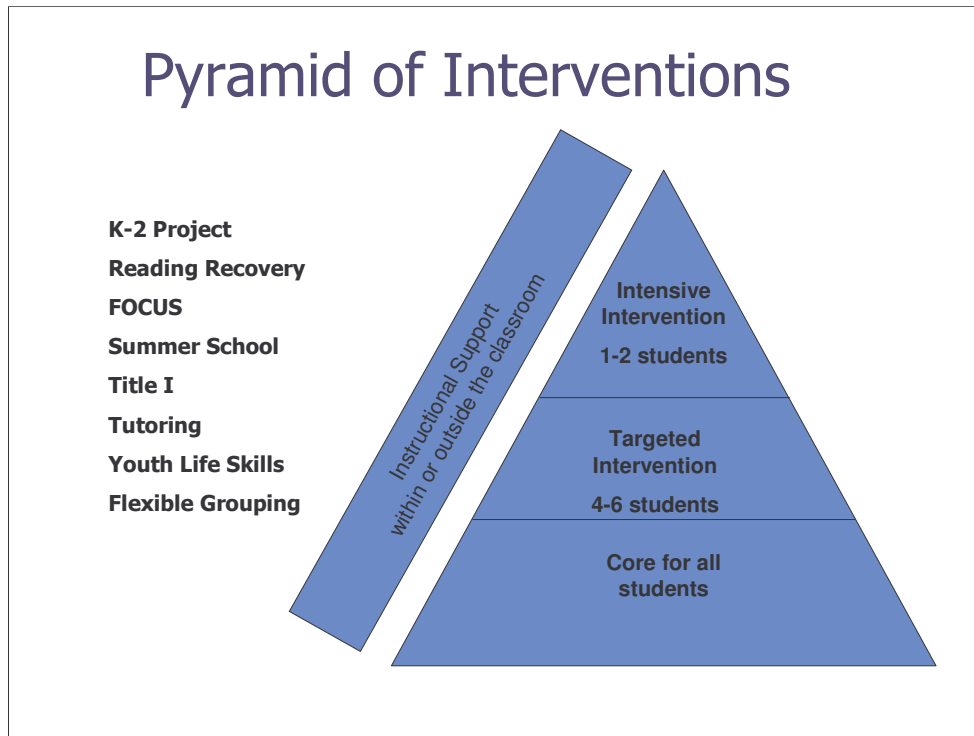 Pyramid of Interventions
K-2 Project
Reading Recovery
FOCUS
Summer School
Title I
Tutoring
Youth Life Skills
Flexible Grouping
Instructional Support
within or outside the classroom
Intensive
Intervention
1-2 students
Targeted
Intervention
4-6 students
Core for all
students